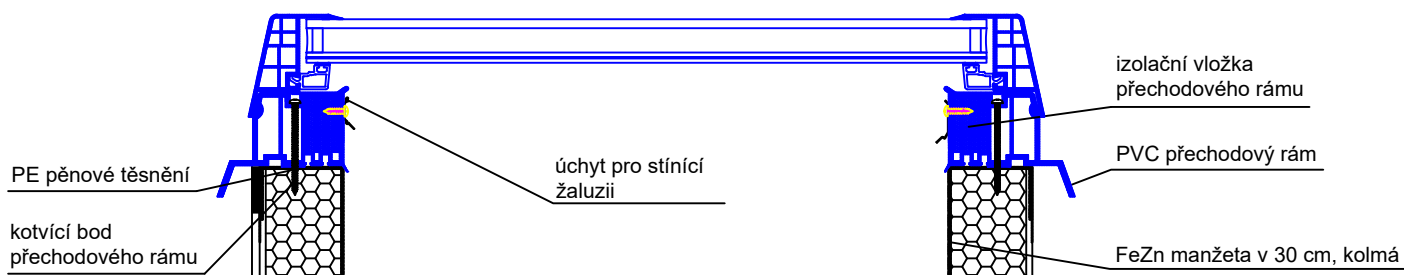 PE pěnové těsnění
kotvící bod
přechodového rámu
úchyt pro stínící
žaluzii
izolační vložka
přechodového rámu
PVC přechodový rám
FeZn manžeta v 30 cm, kolmá